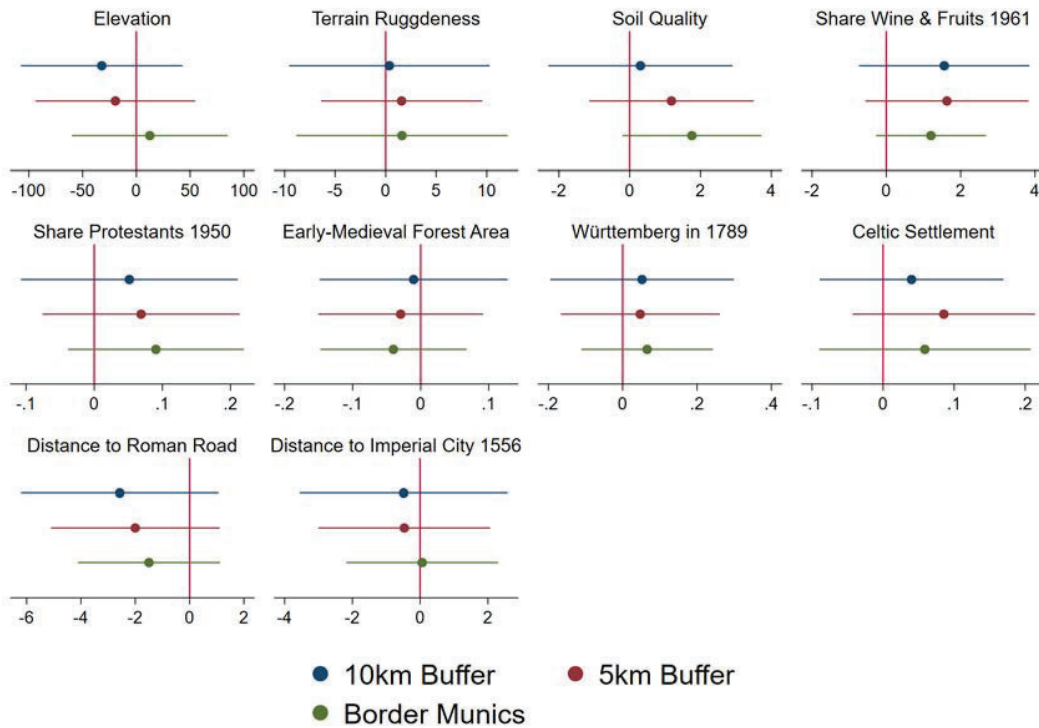 Elevation
Terrain Ruggdeness
Soil Quality
Share Wine & Fruits 1961
-100 -50 0 50 100
-10 -5 0 5 10
-2 0 2 4
-2 0 2 4
Share Protestants 1950
Early-Medieval Forest Area
Württemberg in 1789
Celtic Settlement
-.1 0 .1 .2
-.2 -.1 0 .1
-.2 0 .2 .4
-.1 0 .1 .2
Distance to Roman Road
Distance to Imperial City 1556
-6 -4 -2 0 2
-4 -2 0 2
10km Buffer
5km Buffer
Border Munics